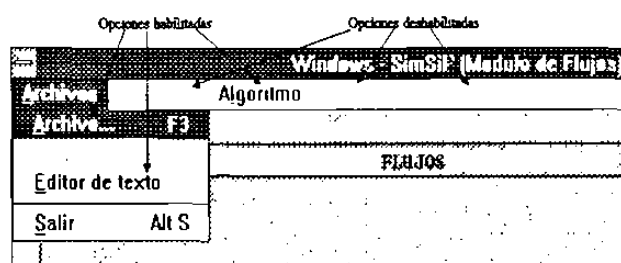 Opciones habilitadas Opciones deshabilitadas
Windows - SimSiP (Modulo de Flujos)
Archivos Algoritmo
Archivo... F3
FLUJOS
Editor de texto
Salir Alt S